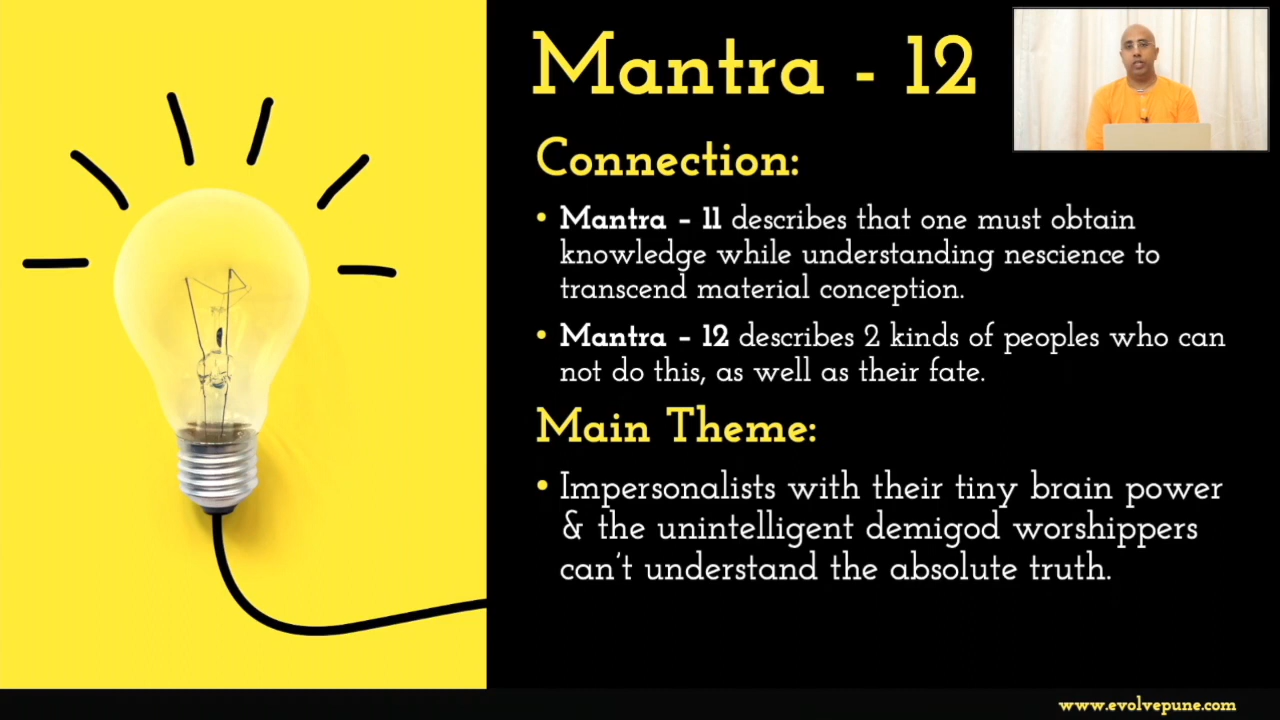 Mantra - 12
Connection:
• Mantra – 11 describes that one must obtain
knowledge while understanding nescience to
transcend material conception.
• Mantra – 12 describes 2 kinds of peoples who can
not do this, as well as their fate.
Main Theme:
• Impersonalists with their tiny brain power
& the unintelligent demigod worshippers
can't understand the absolute truth.
www.evolvepune.com